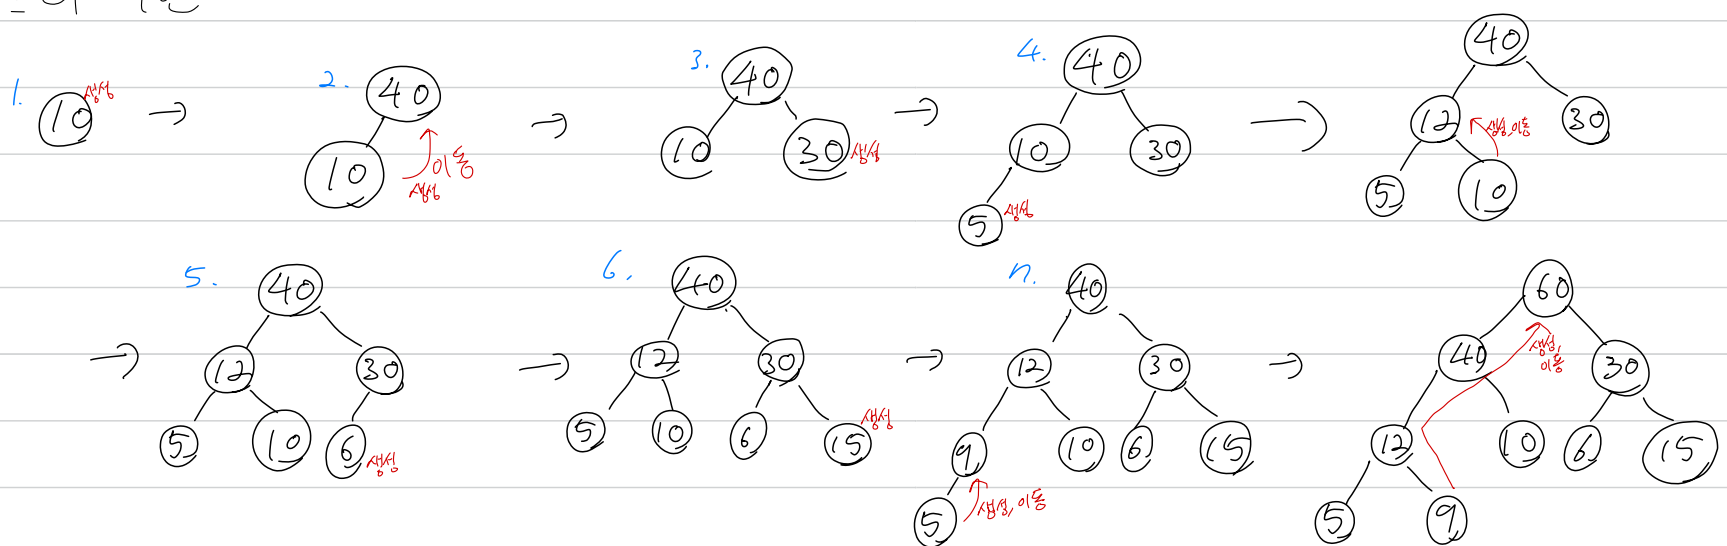 1. 10 생성 →
2. 40 10 생성 이동 →
3. 40 10 30 생성 →
4. 40 10 30 5 생성 →
40 12 30 5 10 생성, 이동
→ 5. 40 12 30 5 10 6 생성
→ 6. 40 12 30 5 10 6 15 생성
→ 7. 40 12 30 9 10 6 15 5 생성, 이동
→ 60 40 30 12 10 6 15 5 9 생성, 이동